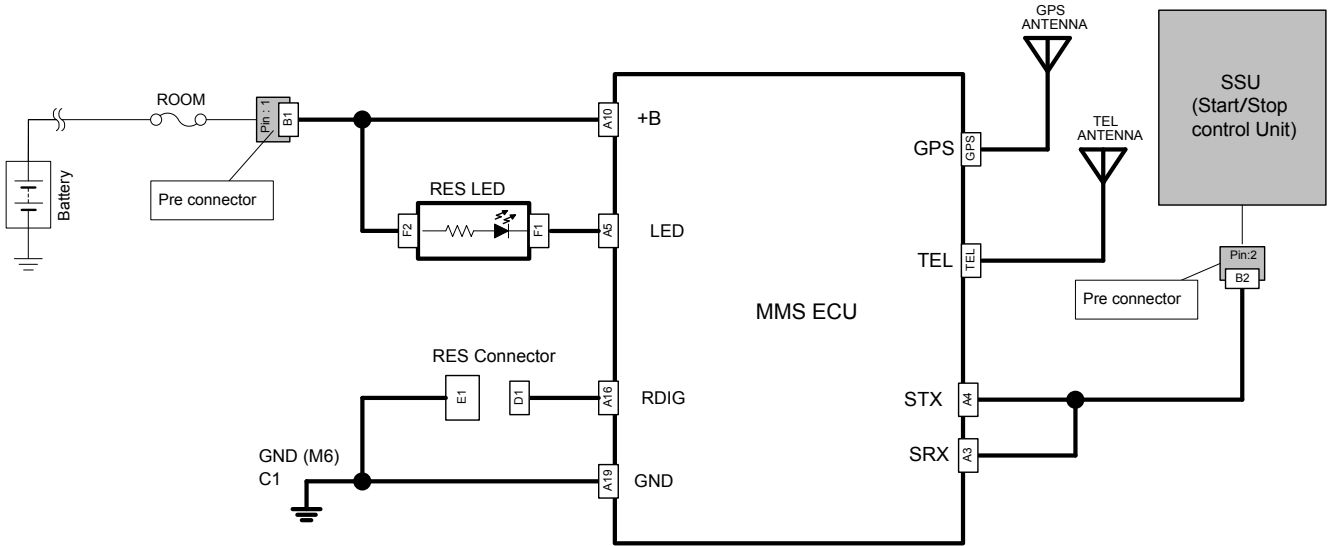 GPS
ANTENNA
SSU
(Start/Stop
control Unit)
ROOM
Pin : 1
B1
A10
+B
TEL
ANTENNA
GPS
GPS
Battery
Pre connector
RES LED
F2
F1
A5
LED
TEL
TEL
Pin:2
B2
Pre connector
MMS ECU
RES Connector
E1
D1
A16
RDIG
STX
A4
SRX
A3
GND (M6)
C1
A19
GND